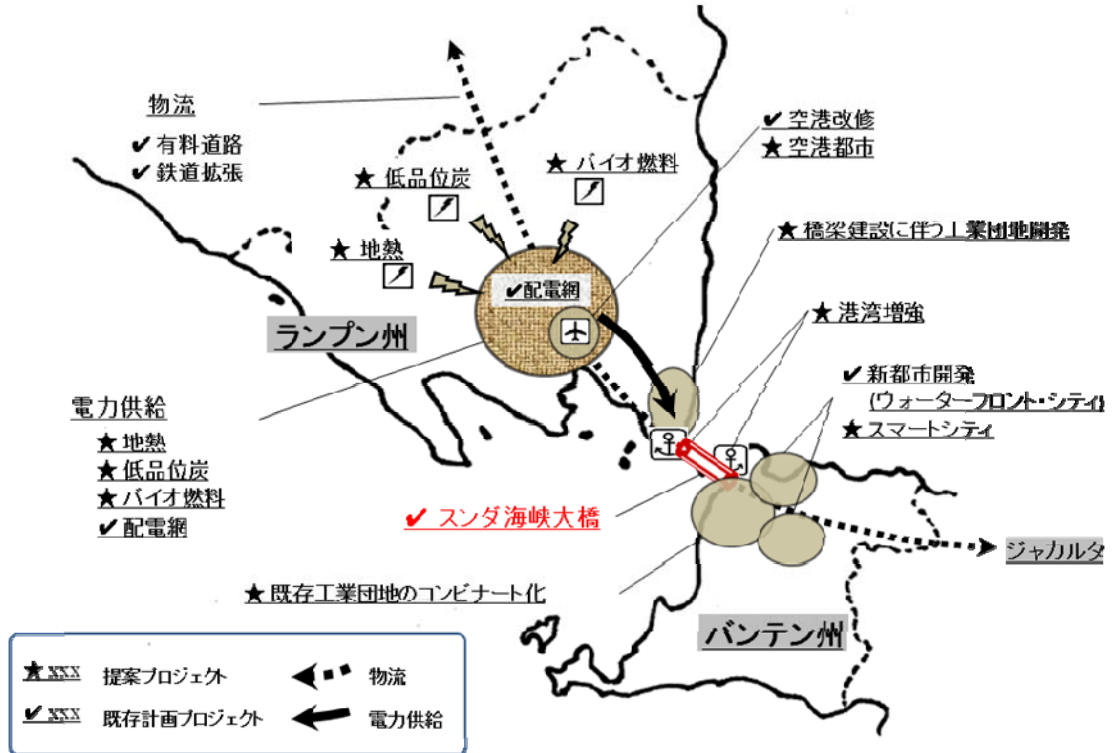 物流
✔ 有料道路
✔ 鉄道拡張
★ 低品位炭
★ バイオ燃料
★ 地熱
✔ 空港改修
★ 空港都市
★ 橋梁建設に伴う工業団地開発
✔配電網
ランプン州
★ 港湾増強
✔ 新都市開発
(ウォーターフロント・シティ)
★ スマートシティ
電力供給
★ 地熱
★ 低品位炭
★ バイオ燃料
✔ 配電網
✔ スンダ海峡大橋
ジャカルタ
★ 既存工業団地のコンビナート化
バンテン州
★ xxx 提案プロジェクト 物流
✔ xxx 既存計画プロジェクト 電力供給